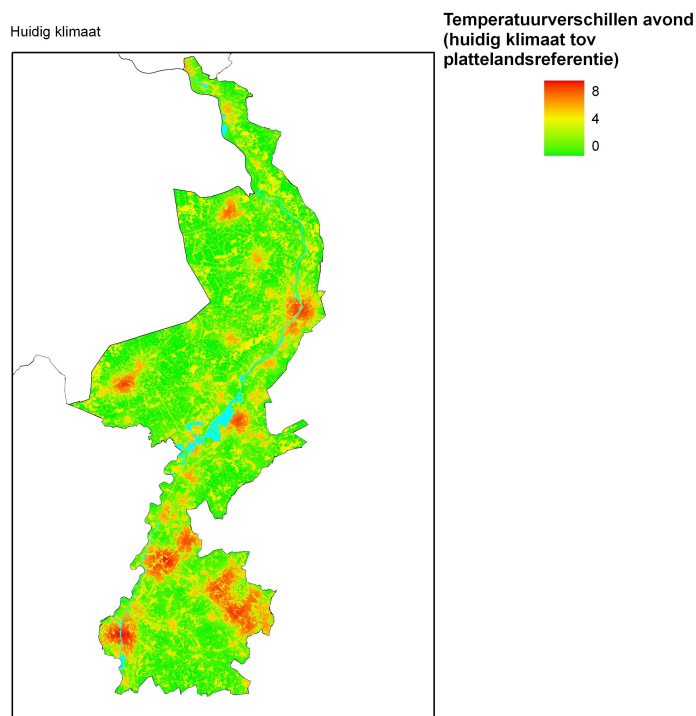 Huidig klimaat
Temperatuurverschillen avond
(huidig klimaat tov
plattelandsreferentie)
8
4
0